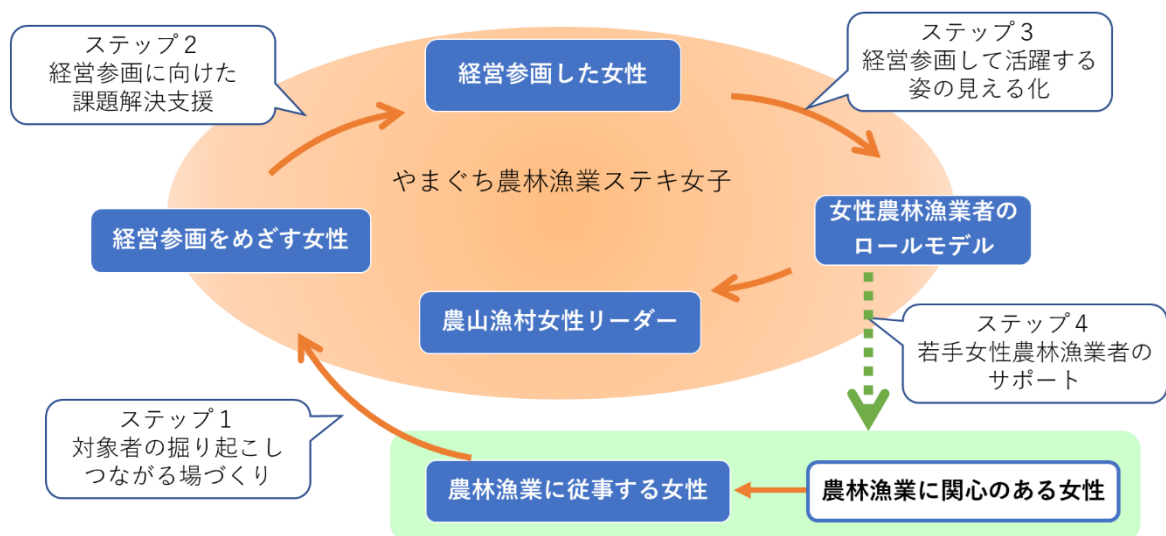 ステップ２
経営参画に向けた
課題解決支援
経営参画した女性
ステップ３
経営参画して活躍する
姿の見える化
やまぐち農林漁業ステキ女子
経営参画をめざす女性
女性農林漁業者の
ロールモデル
農山漁村女性リーダー
ステップ４
若手女性農林漁業者の
サポート
ステップ１
対象者の掘り起こし
つながる場づくり
農林漁業に従事する女性
農林漁業に関心のある女性